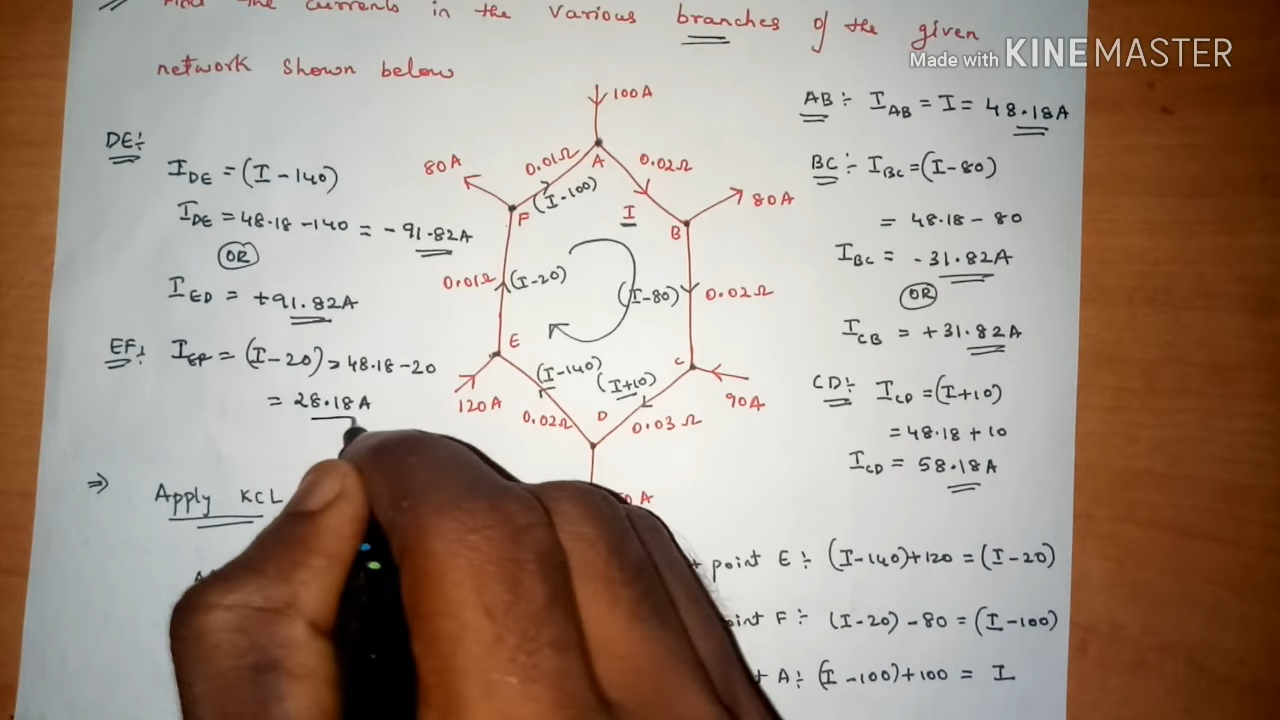 Find the currents in the various branches of the given
network shown below
Made with KINEMASTER
DE:
I_DE = (I-140)
I_DE = 48.18-140 = -91.82A
OR
I_ED = +91.82A
EF: I_EF = (I-20) = 48.18-20
= 28.18A
⇒ Apply KCL
100A
0.01Ω
A
0.02Ω
80A
(I-100)
F
I
B
80A
0.01Ω
(I-20)
(I-80)
0.02Ω
E
C
(I-140)
(I+10)
120A
0.02Ω
D
0.03Ω
90A
AB:- I_AB = I = 48.18A
BC:- I_BC = (I-80)
= 48.18-80
I_BC = -31.82A
OR
I_CB = +31.82A
CD:- I_CD = (I+10)
= 48.18+10
I_CD = 58.18A
point E:- (I-140)+120 = (I-20)
point F:- (I-20)-80 = (I-100)
A:- (I-100)+100 = I